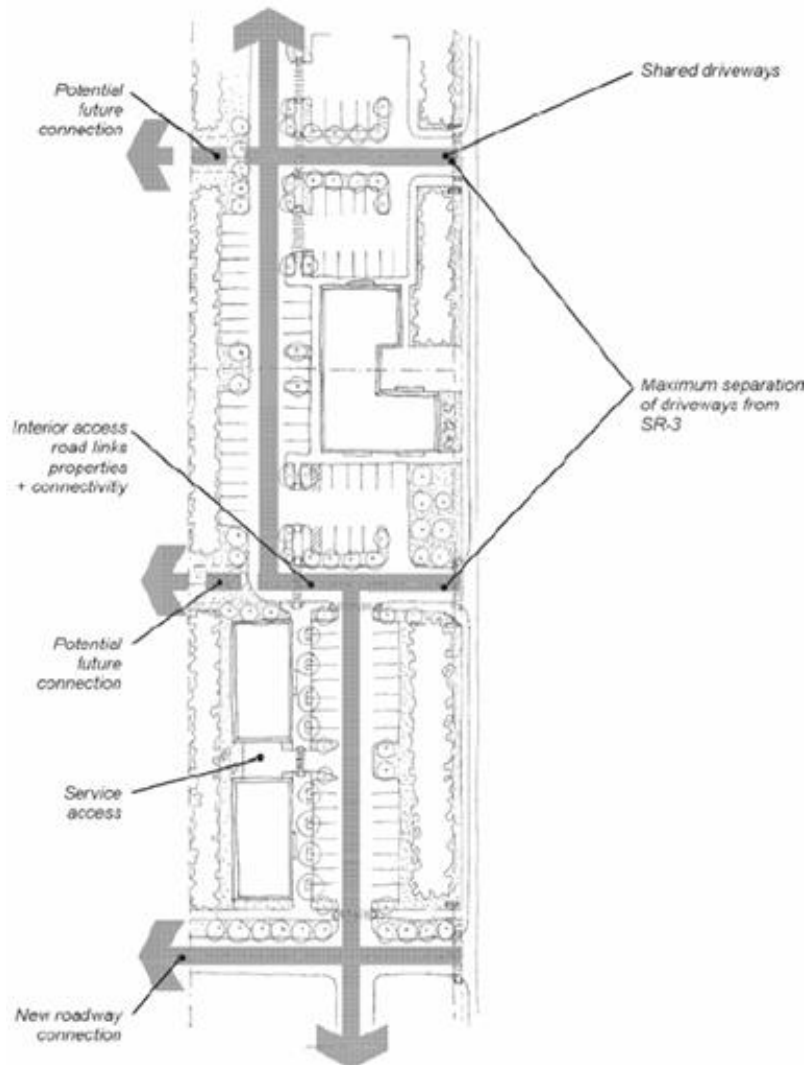 Potential
future
connection
Shared driveways
Maximum separation
of driveways from
SR-3
Interior access
road links
properties
+ connectivity
Potential
future
connection
Service
access
New roadway
connection